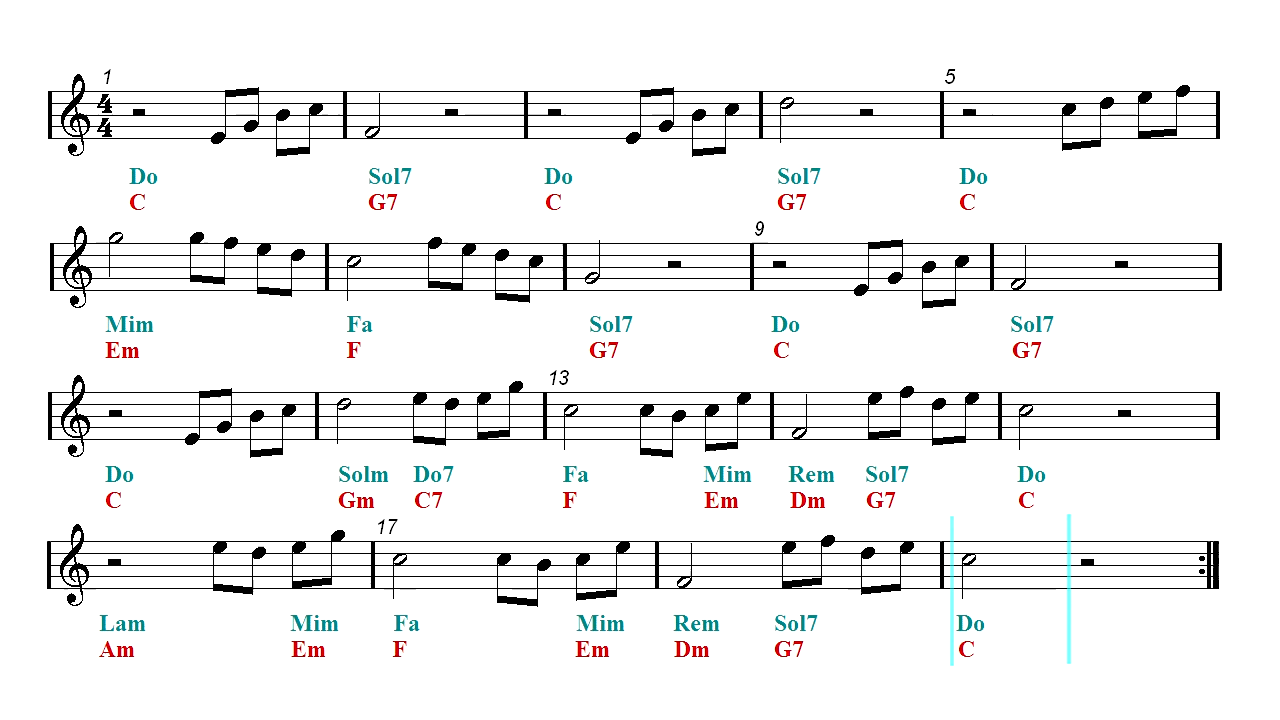 1 5
4
4
Do Sol7 Do Sol7 Do
C G7 C G7 C
9
Mim Fa Sol7 Do Sol7
Em F G7 C G7
13
Do Solm Do7 Fa Mim Rem Sol7 Do
C Gm C7 F Em Dm G7 C
17
Lam Mim Fa Mim Rem Sol7 Do
Am Em F Em Dm G7 C